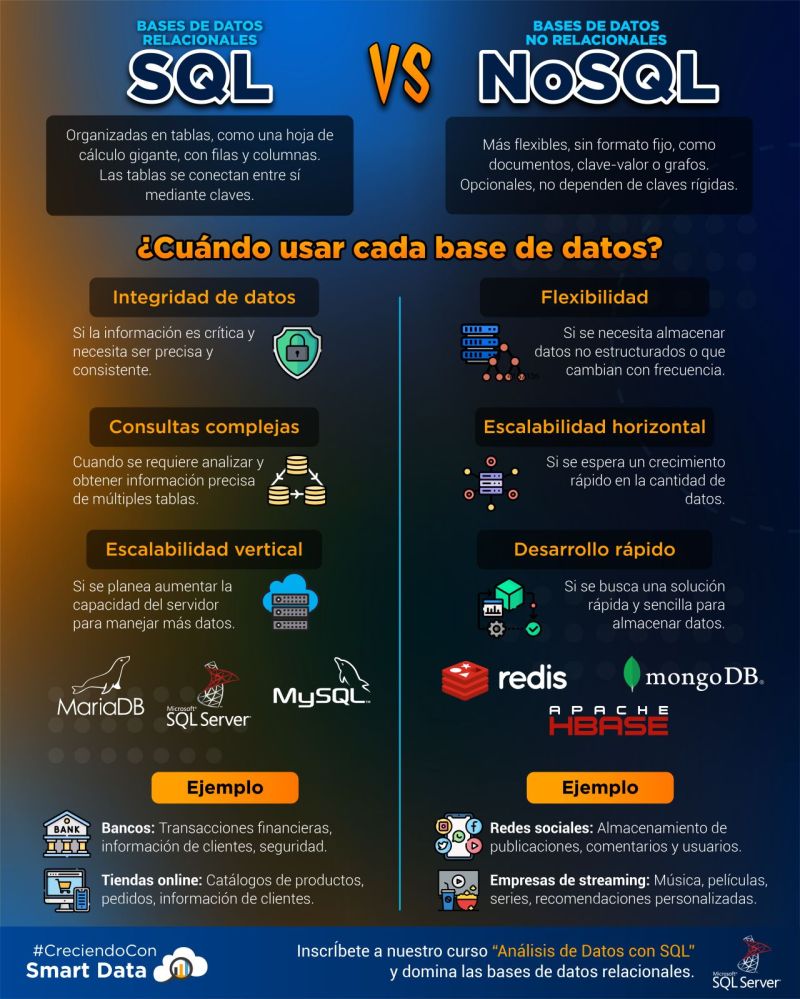 BASES DE DATOS
RELACIONALES
SQL
VS
BASES DE DATOS
NO RELACIONALES
NoSQL
Organizadas en tablas, como una hoja de
cálculo gigante, con filas y columnas.
Las tablas se conectan entre sí
mediante claves.
Más flexibles, sin formato fijo, como
documentos, clave-valor o grafos.
Opcionales, no dependen de claves rígidas.
¿Cuándo usar cada base de datos?
Integridad de datos
Si la información es crítica y
necesita ser precisa y
consistente.
Consultas complejas
Cuando se requiere analizar y
obtener información precisa
de múltiples tablas.
Escalabilidad vertical
Si se planea aumentar la
capacidad del servidor
para manejar más datos.
MariaDB
Microsoft®
SQL Server®
MySQL™
Ejemplo
BANK
Bancos: Transacciones financieras,
información de clientes, seguridad.
Tiendas online: Catálogos de productos,
pedidos, información de clientes.
Flexibilidad
Si se necesita almacenar
datos no estructurados o que
cambian con frecuencia.
Escalabilidad horizontal
Si se espera un crecimiento
rápido en la cantidad de
datos.
Desarrollo rápido
Si se busca una solución
rápida y sencilla para
almacenar datos.
redis
mongoDB®
APACHE
HBASE
Ejemplo
Redes sociales: Almacenamiento de
publicaciones, comentarios y usuarios.
Empresas de streaming: Música, películas,
series, recomendaciones personalizadas.
#CreciendoCon
Smart Data
Inscríbete a nuestro curso “Análisis de Datos con SQL”
y domina las bases de datos relacionales.
Microsoft®
SQL Server®